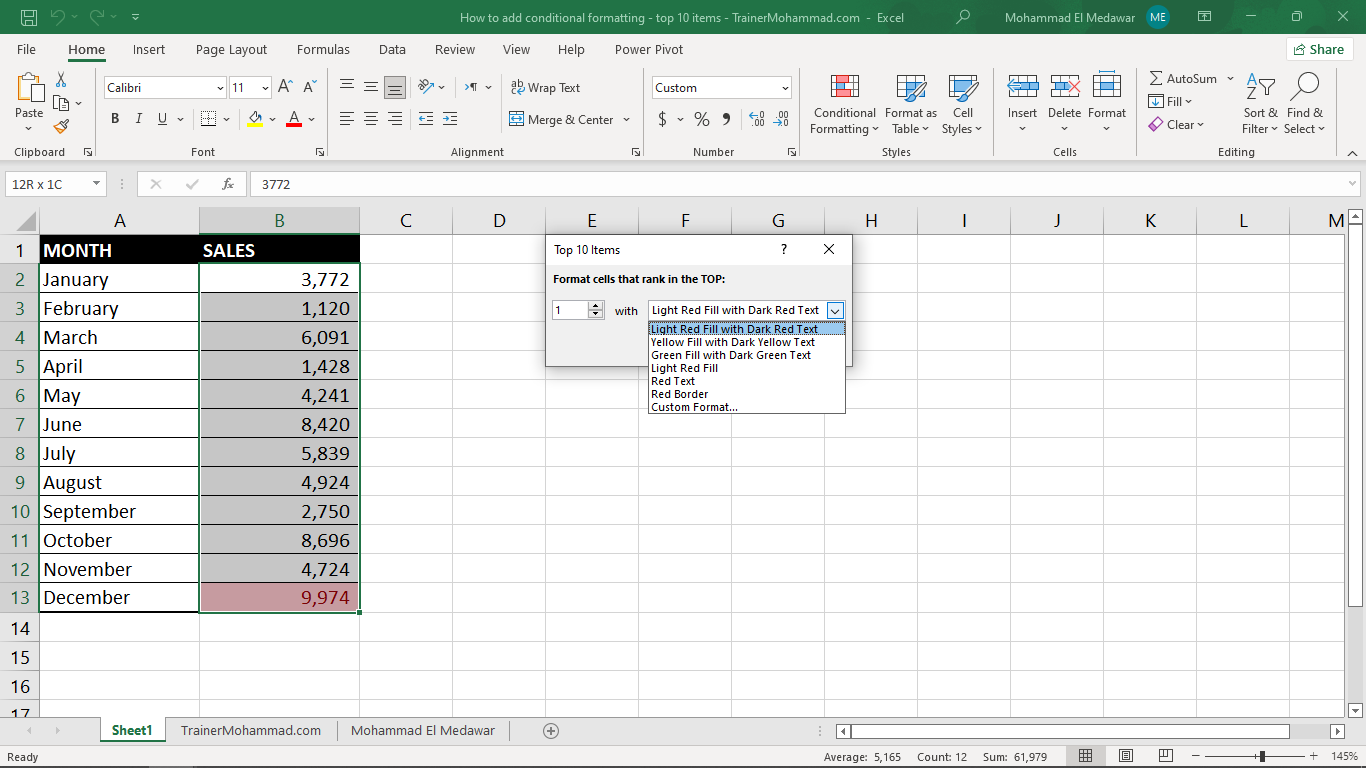 How to add conditional formatting - top 10 items - TrainerMohammad.com - Excel
Mohammad El Medawar ME
File Home Insert Page Layout Formulas Data Review View Help Power Pivot Share
Calibri 11 Wrap Text Custom AutoSum
Paste Conditional Formatting Format as Table Cell Styles Insert Delete Format Fill Sort & Filter Find & Select
B I U A Merge & Center $ % Clear
Clipboard Font Alignment Number Styles Cells Editing
12R x 1C fx 3772
A B C D E F G H I J K L M
1 MONTH SALES
2 January 3,772
3 February 1,120
4 March 6,091
5 April 1,428
6 May 4,241
7 June 8,420
8 July 5,839
9 August 4,924
10 September 2,750
11 October 8,696
12 November 4,724
13 December 9,974
14
15
16
17
Top 10 Items ?
Format cells that rank in the TOP:
1 with Light Red Fill with Dark Red Text
Light Red Fill with Dark Red Text
Yellow Fill with Dark Yellow Text
Green Fill with Dark Green Text
Light Red Fill
Red Text
Red Border
Custom Format...
Sheet1 TrainerMohammad.com Mohammad El Medawar
Ready Average: 5,165 Count: 12 Sum: 61,979 145%